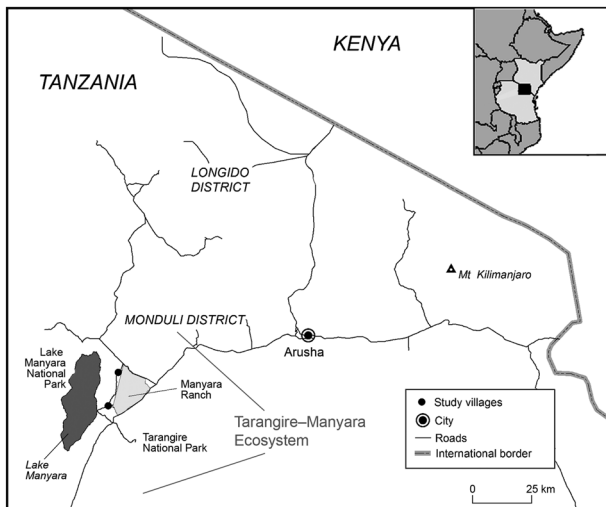 KENYA
TANZANIA
LONGIDO
DISTRICT
Mt Kilimanjaro
MONDULI DISTRICT
Arusha
Lake
Manyara
National
Park
Manyara
Ranch
Tarangire–Manyara
Ecosystem
Tarangire
National Park
Lake
Manyara
Study villages
City
Roads
International border
0 25 km